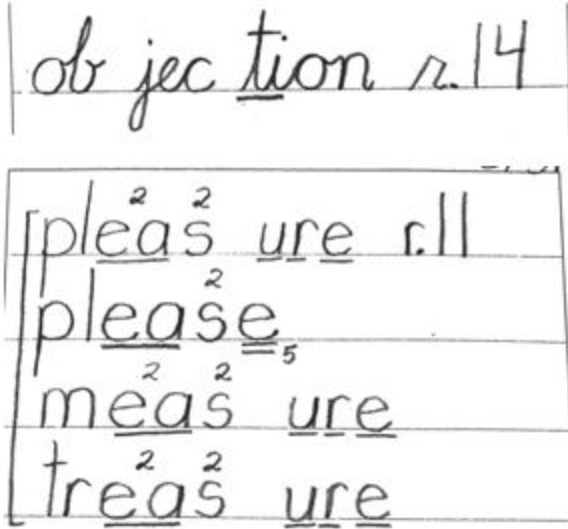 ob jec tion r.14
pleas ure r.11
please
meas ure
treas ure